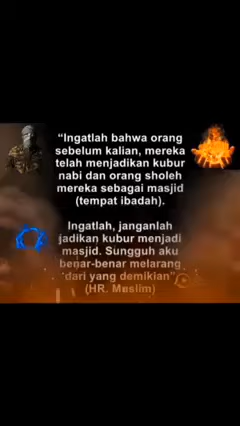 “Ingatlah bahwa orang
sebelum kalian, mereka
telah menjadikan kubur
nabi dan orang sholeh
mereka sebagai masjid
(tempat ibadah).
Ingatlah, janganlah
jadikan kubur menjadi
masjid. Sungguh aku
benar-benar melarang
dari yang demikian”
(HR. Muslim)